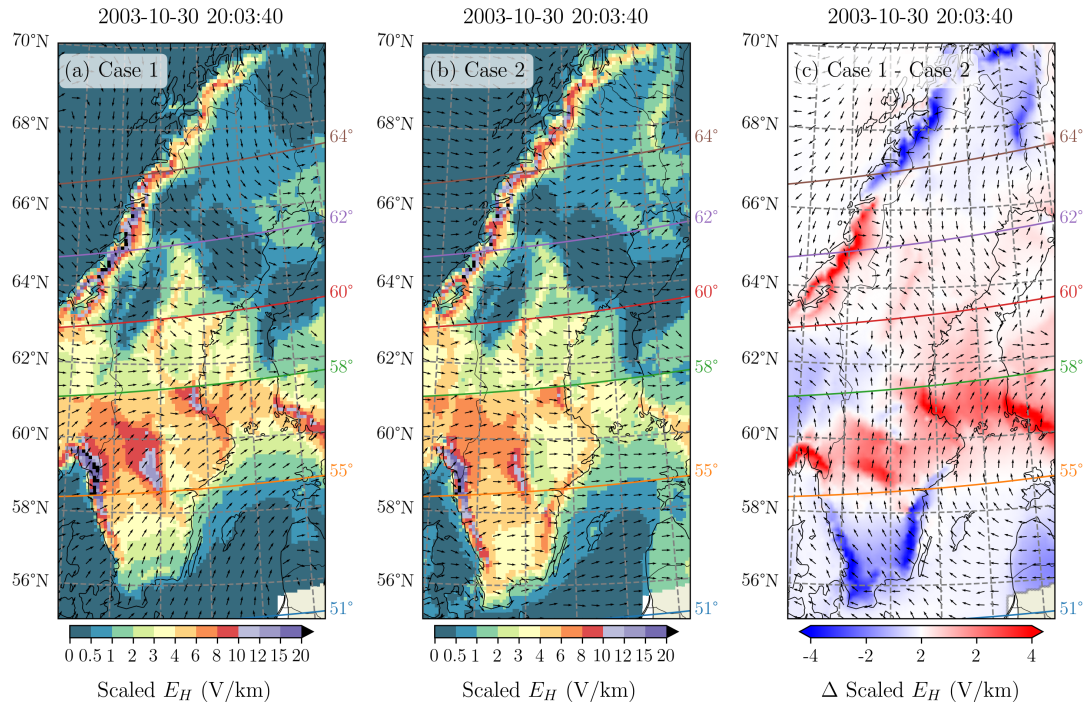 2003-10-30 20:03:40 2003-10-30 20:03:40 2003-10-30 20:03:40
(a) Case 1
(b) Case 2
(c) Case 1 Case 2
70°N 70°N 70°N
68°N 68°N 68°N
66°N 66°N 66°N
64°N 64°N 64°N
62°N 62°N 62°N
60°N 60°N 60°N
58°N 58°N 58°N
56°N 56°N 56°N
64° 64° 64°
62° 62° 62°
60° 60° 60°
58° 58° 58°
55° 55° 55°
51° 51° 51°
0 0.5 1 2 3 4 6 8 10 12 15 20
0 0.5 1 2 3 4 6 8 10 12 15 20
-4 -2 2 2 4
Scaled E_H (V/km)
Scaled E_H (V/km)
Δ Scaled E_H (V/km)